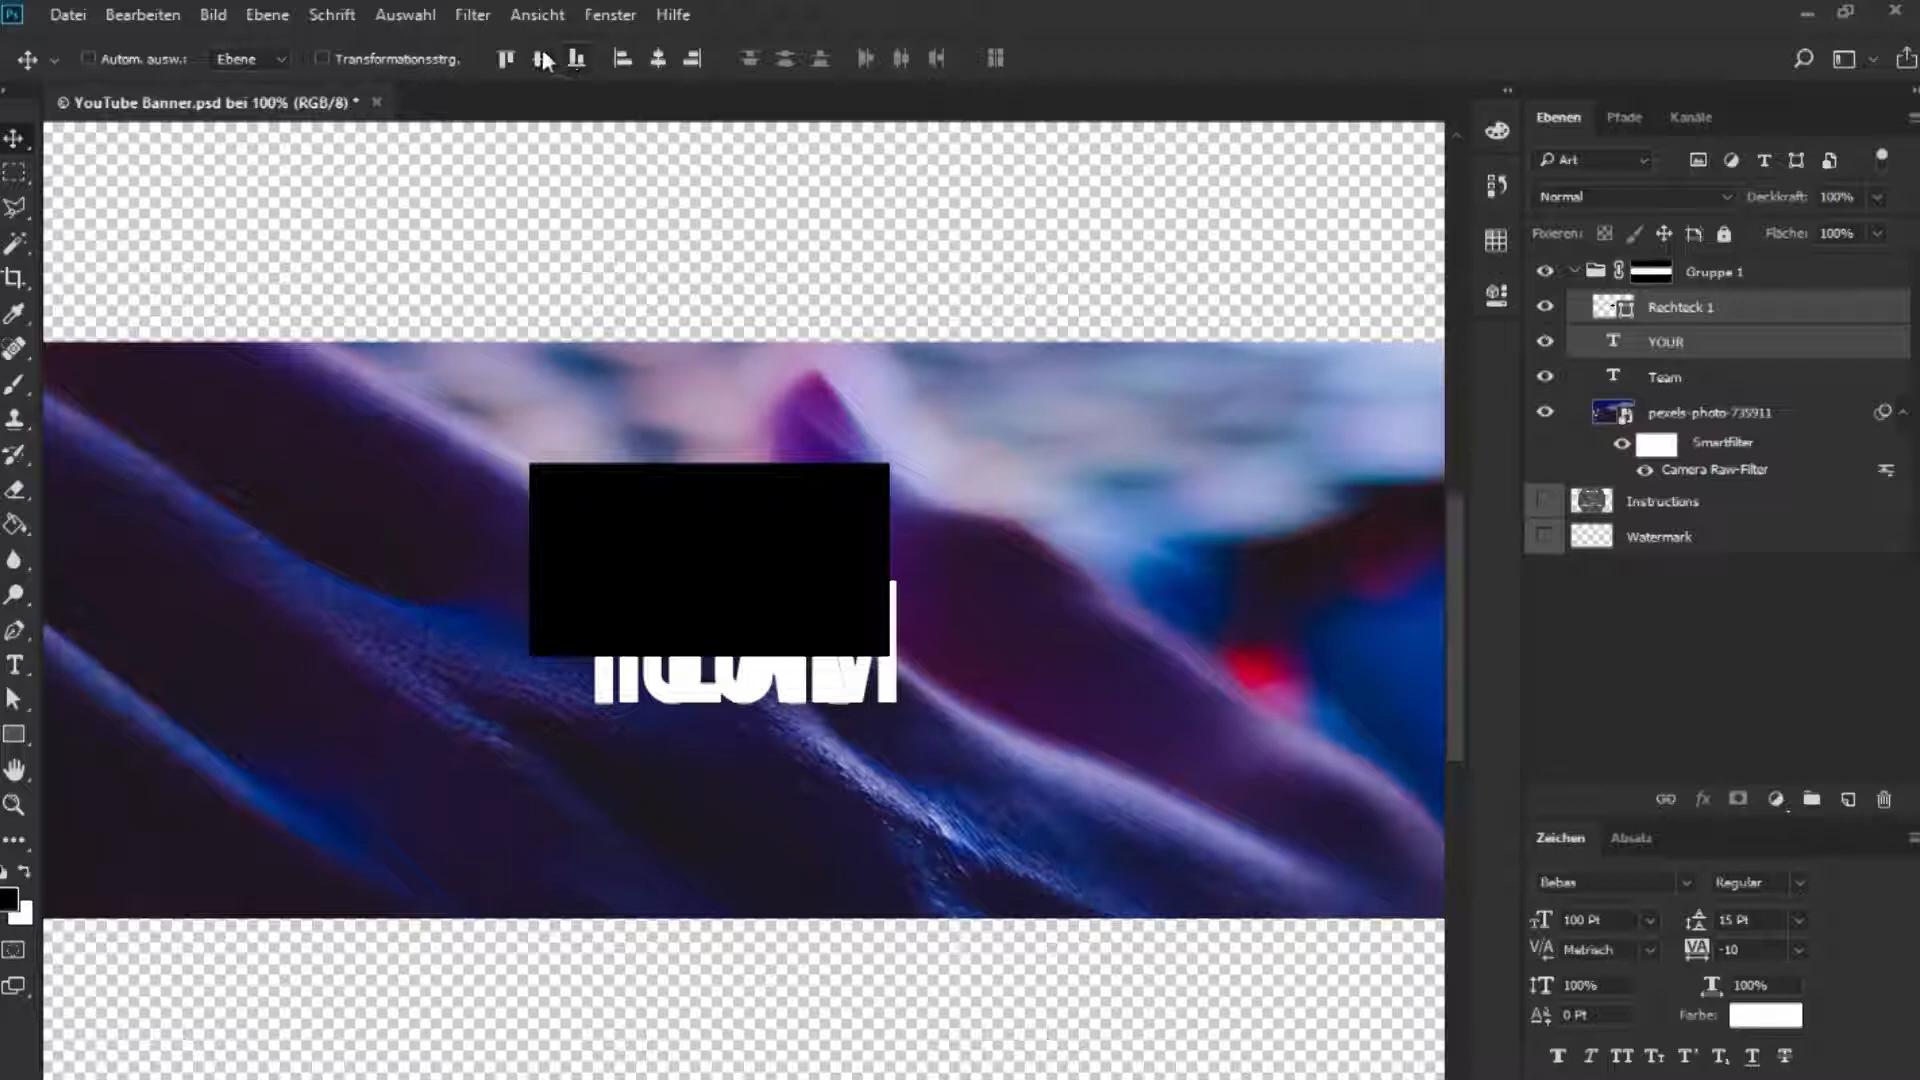 Ps Datei Bearbeiten Bild Ebene Schrift Auswahl Filter Ansicht Fenster Hilfe
Autom. ausw.: Ebene Transformationsstrg.
© YouTube Banner.psd bei 100% (RGB/8) *
Ebenen Pfade Kanäle
Art
Normal Deckkraft: 100%
Fixieren: Fläche: 100%
Gruppe 1
Rechteck 1
YOUR
Team
pexels-photo-735911
Smartfilter
Camera Raw-Filter
Instructions
Watermark
fx
Zeichen Absatz
Bebas Regular
100 Pt 15 Pt
Metrisch -10
100% 100%
0 Pt Farbe: